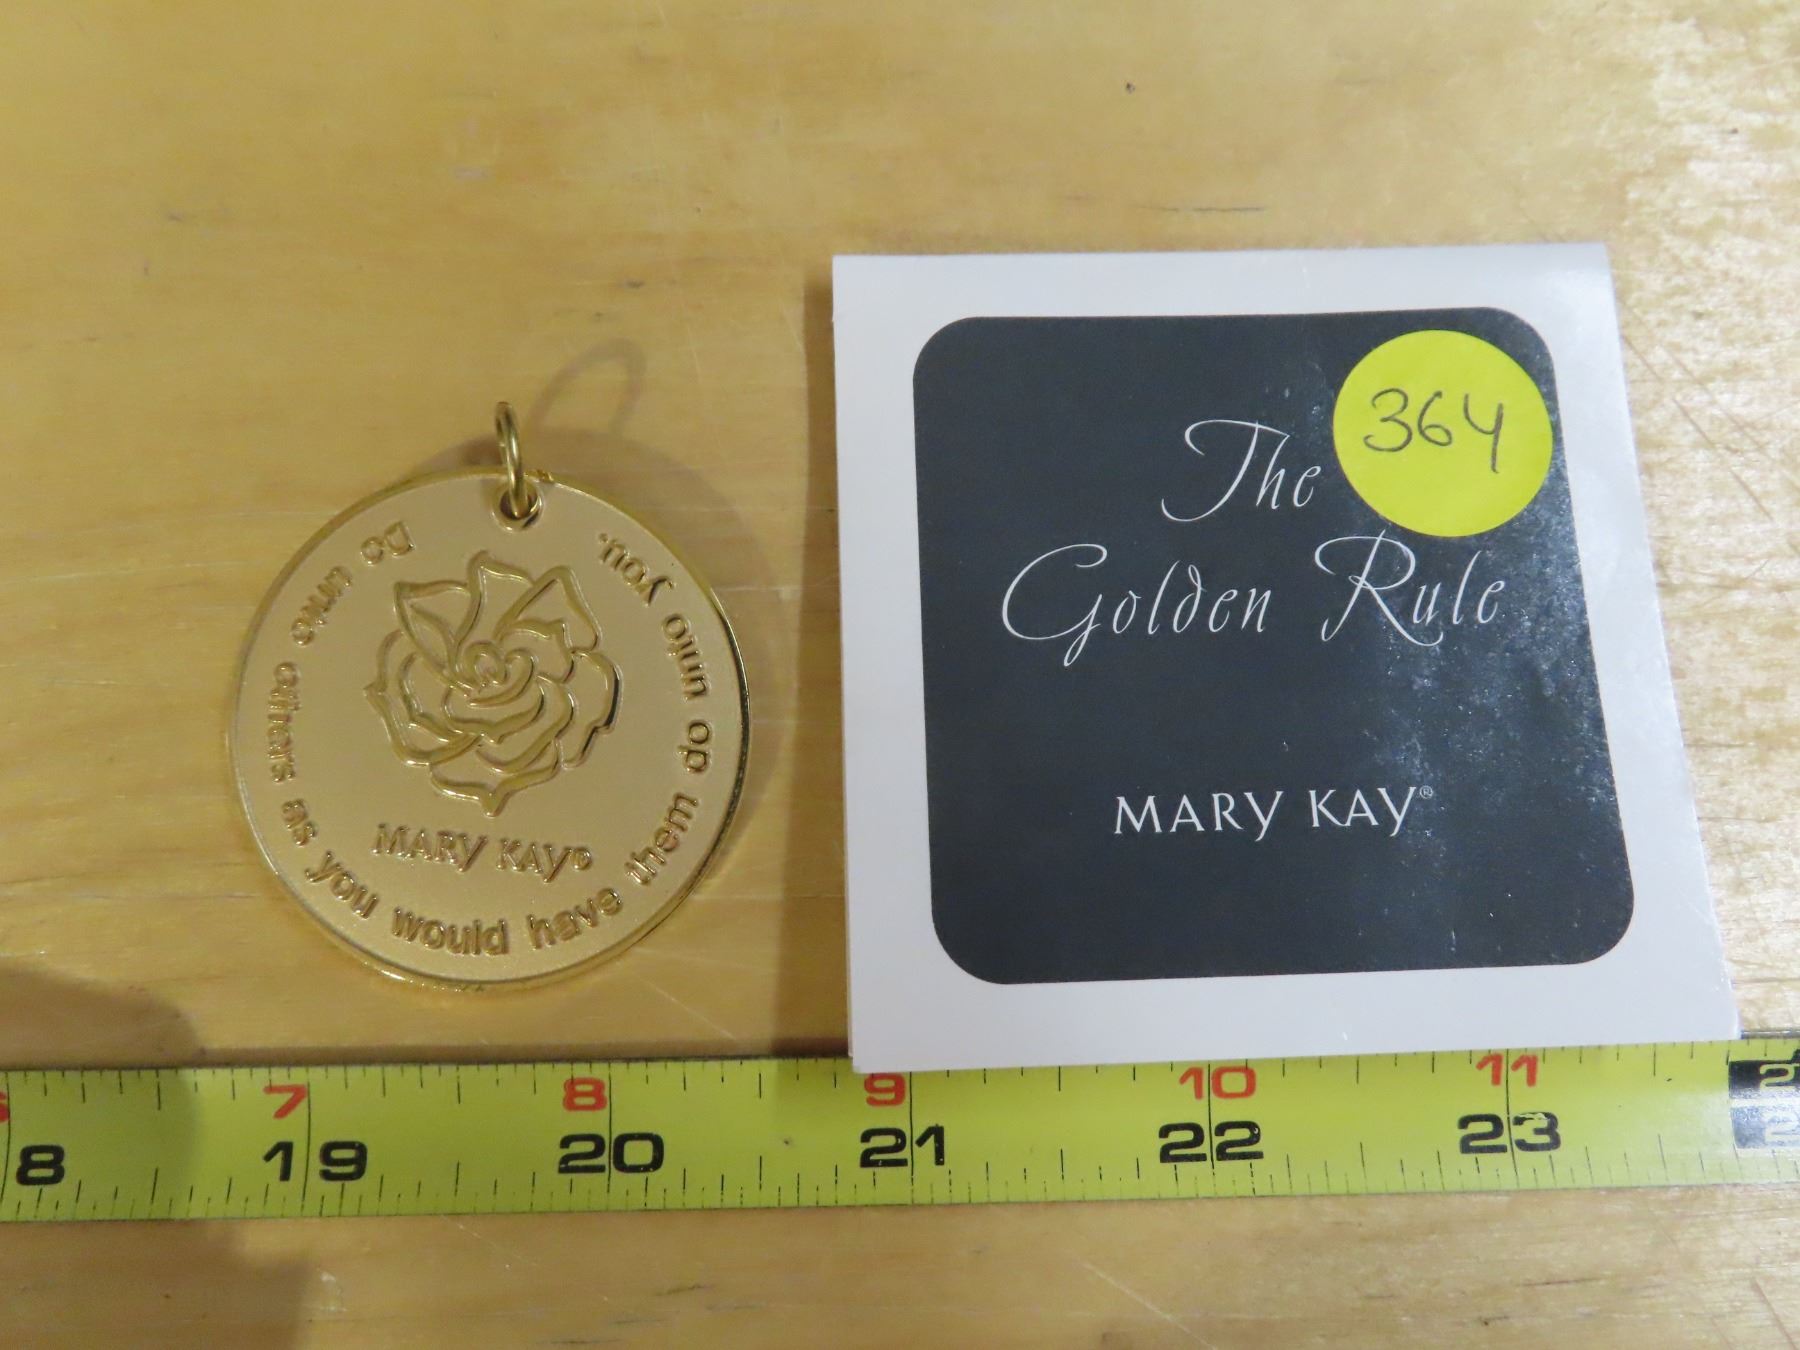 Do unto others as you would have them do unto you.
MARY KAY®
364
The
Golden Rule
MARY KAY®
6 7 8 9 10 11
8 19 20 21 22 23